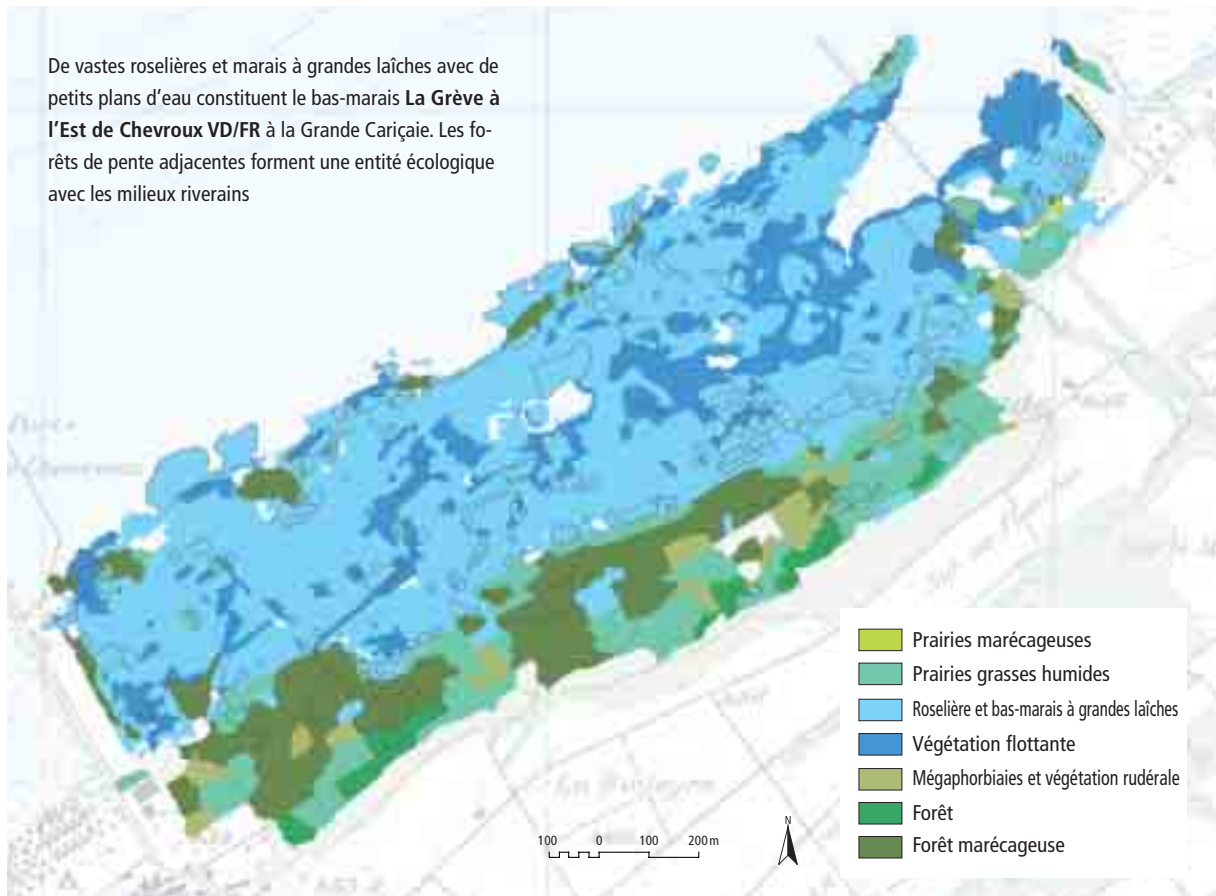 De vastes roselières et marais à grandes laîches avec de
petits plans d'eau constituent le bas-marais La Grève à
l'Est de Chevroux VD/FR à la Grande Cariçaie. Les fo-
rêts de pente adjacentes forment une entité écologique
avec les milieux riverains
Prairies marécageuses
Prairies grasses humides
Roselière et bas-marais à grandes laîches
Végétation flottante
Mégaphorbiaies et végétation rudérale
Forêt
Forêt marécageuse
N
100 0 100 200 m